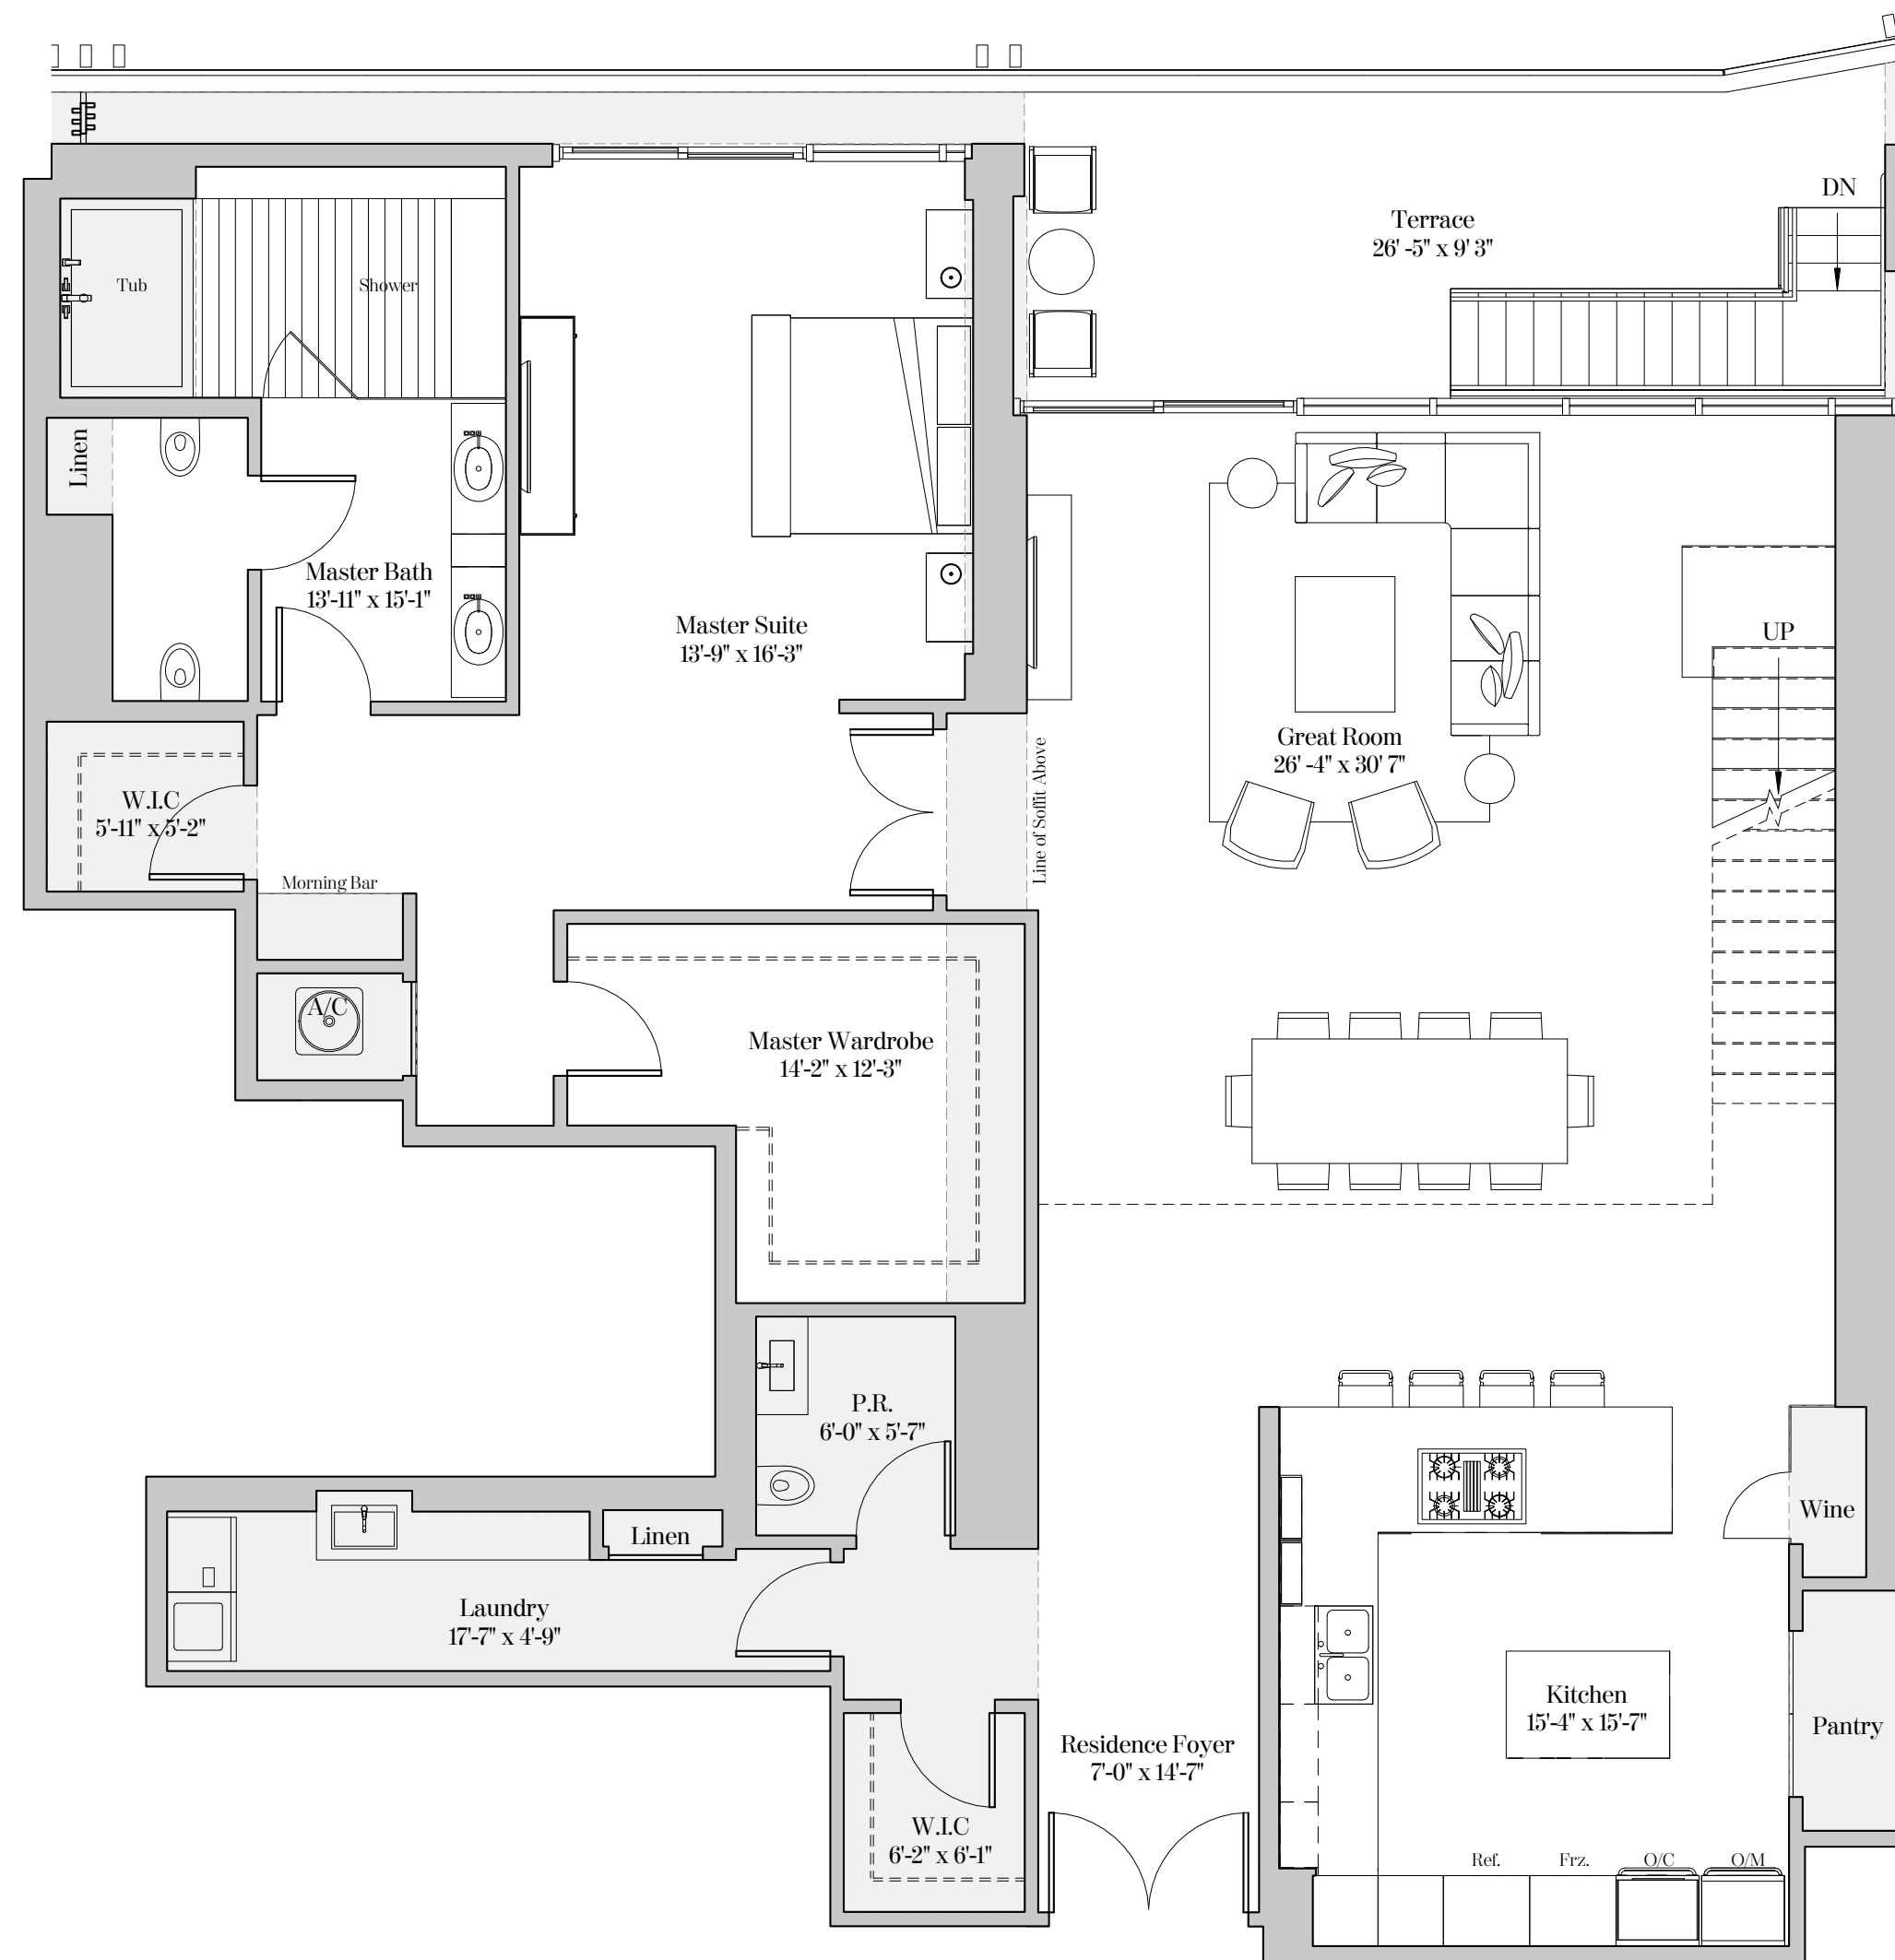 DN
Terrace
26' -5" x 9' 3"
Tub
Shower
Linen
Master Bath
13'-11" x 15'-1"
Master Suite
13'-9" x 16'-3"
UP
Great Room
26' -4" x 30' 7"
Line of Soffit Above
W.I.C
5'-11" x 5'-2"
Morning Bar
A/C
Master Wardrobe
14'-2" x 12'-3"
P.R.
6'-0" x 5'-7"
Wine
Linen
Laundry
17'-7" x 4'-9"
Kitchen
15'-4" x 15'-7"
Pantry
Residence Foyer
7'-0" x 14'-7"
W.I.C
6'-2" x 6'-1"
Ref.
Frz.
O/C
O/M